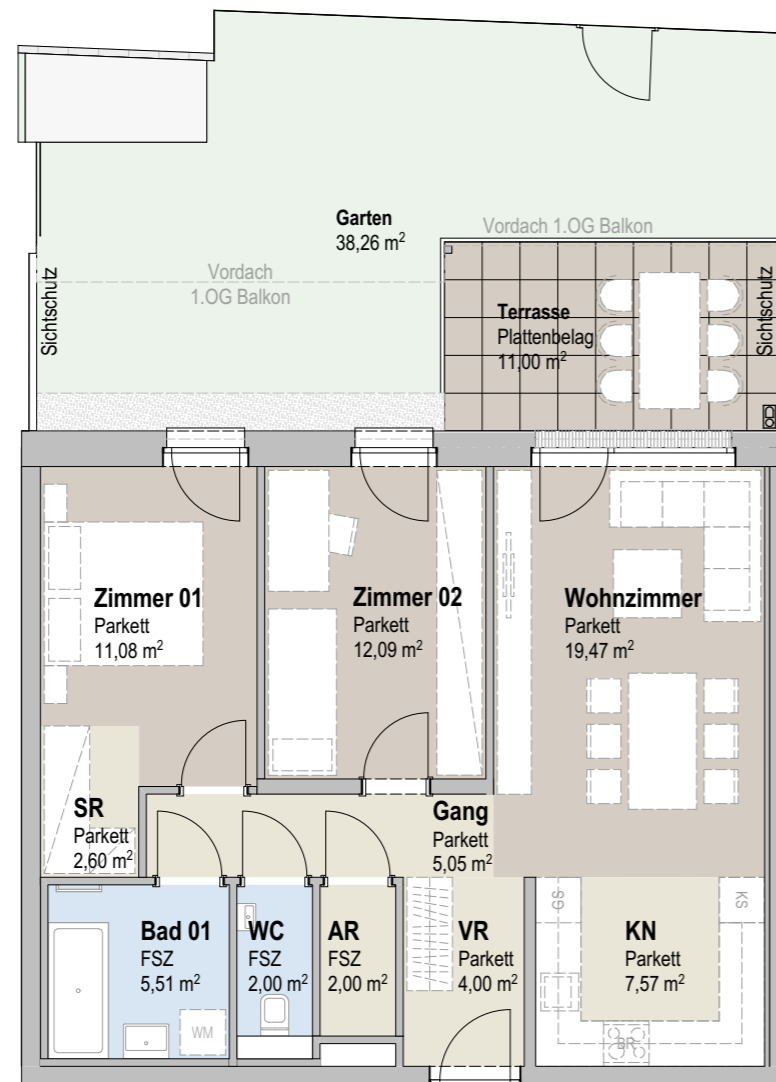 Garten
38,26 m²
Vordach 1.OG Balkon
Vordach
1.OG Balkon
Sichtschutz
Sichtschutz
Terrasse
Plattenbelag
11,00 m²
Zimmer 01
Parkett
11,08 m²
Zimmer 02
Parkett
12,09 m²
Wohnzimmer
Parkett
19,47 m²
SR
Parkett
2,60 m²
Gang
Parkett
5,05 m²
Bad 01
FSZ
5,51 m²
WM
WC
FSZ
2,00 m²
AR
FSZ
2,00 m²
VR
Parkett
4,00 m²
SG
KS
KN
Parkett
7,57 m²
BR